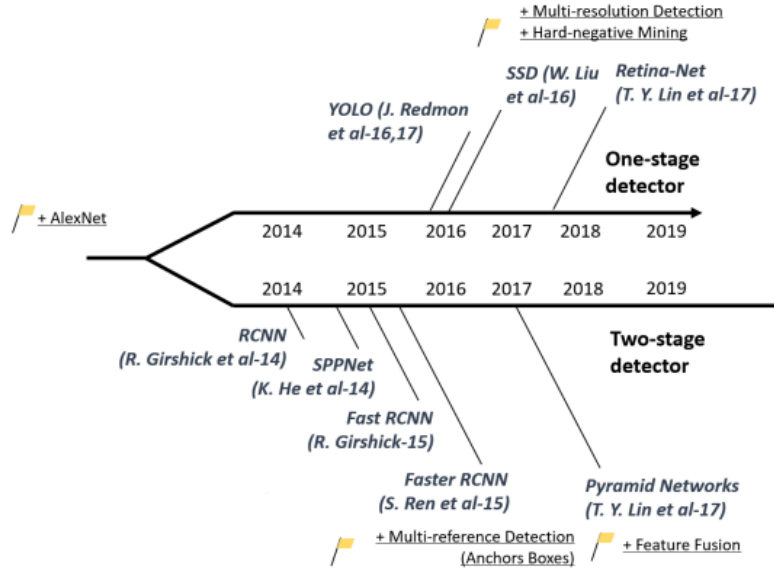 + Multi-resolution Detection
+ Hard-negative Mining
SSD (W. Liu
et al-16)
Retina-Net
(T. Y. Lin et al-17)
YOLO (J. Redmon
et al-16,17)
One-stage
detector
+ AlexNet
2014 2015 2016 2017 2018 2019
2014 2015 2016 2017 2018 2019
Two-stage
detector
RCNN
(R. Girshick et al-14)
SPPNet
(K. He et al-14)
Fast RCNN
(R. Girshick-15)
Faster RCNN
(S. Ren et al-15)
Pyramid Networks
(T. Y. Lin et al-17)
+ Multi-reference Detection
(Anchors Boxes)
+ Feature Fusion